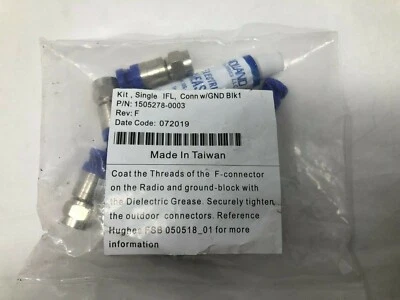 Kit, Single IFL, Conn w/GND Blk1
P/N: 1505278-0003
Rev: F
Date Code: 072019
Made In Taiwan
Coat the Threads of the F-connector
on the Radio and ground-block with
the Dielectric Grease. Securely tighten
the outdoor connectors. Reference
Hughes FSB 050518_01 for more
information